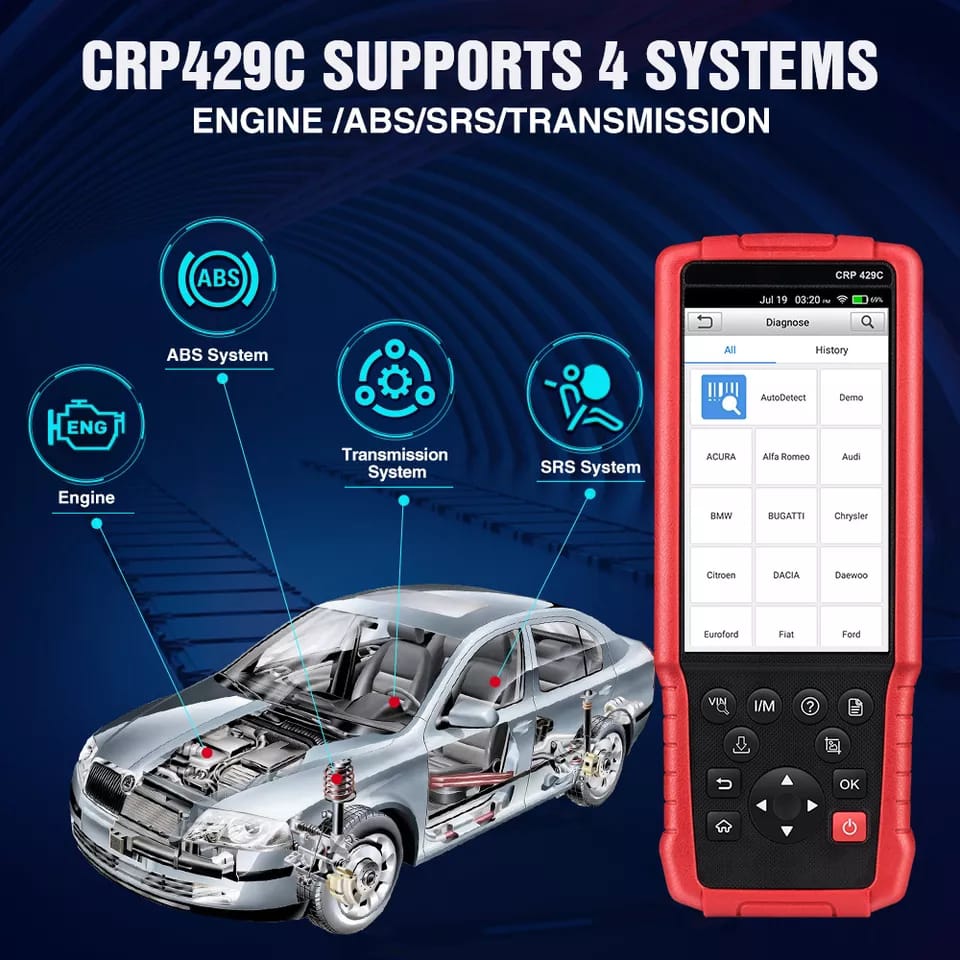 CRP429C SUPPORTS 4 SYSTEMS
ENGINE /ABS/SRS/TRANSMISSION
ABS
ABS System
ENG
Engine
Transmission
System
SRS System
CRP 429C
Jul 19 03:20 PM 69%
Diagnose
All History
AutoDetect Demo
ACURA Alfa Romeo Audi
BMW BUGATTI Chrysler
Citroen DACIA Daewoo
Euroford Fiat Ford
VIN I/M ?
OK